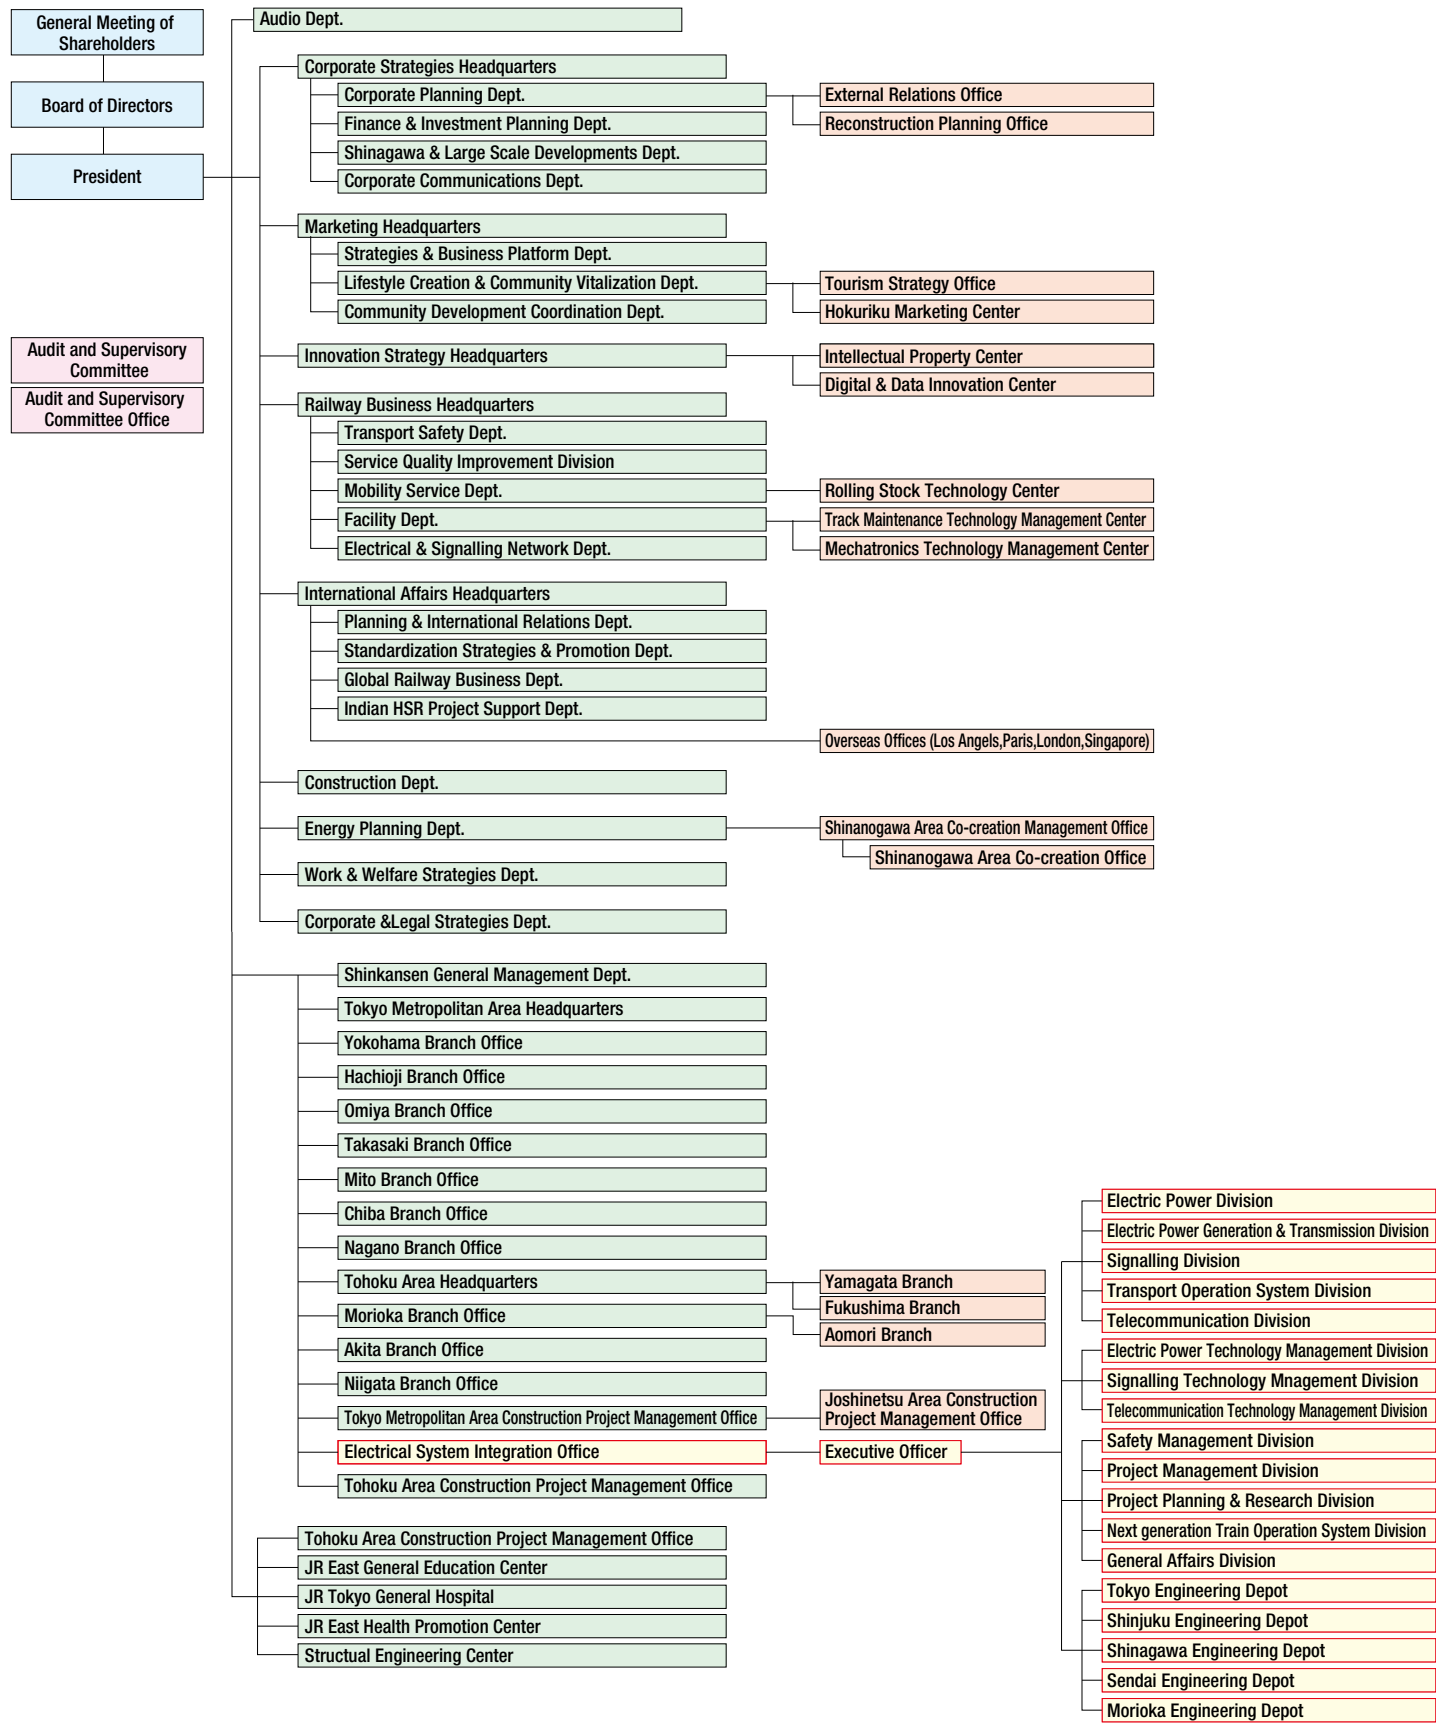 General Meeting of
Shareholders
Board of Directors
President
Audit and Supervisory
Committee
Audit and Supervisory
Committee Office
Audio Dept.
Corporate Strategies Headquarters
Corporate Planning Dept.
External Relations Office
Reconstruction Planning Office
Finance & Investment Planning Dept.
Shinagawa & Large Scale Developments Dept.
Corporate Communications Dept.
Marketing Headquarters
Strategies & Business Platform Dept.
Lifestyle Creation & Community Vitalization Dept.
Tourism Strategy Office
Hokuriku Marketing Center
Community Development Coordination Dept.
Innovation Strategy Headquarters
Intellectual Property Center
Digital & Data Innovation Center
Railway Business Headquarters
Transport Safety Dept.
Service Quality Improvement Division
Mobility Service Dept.
Rolling Stock Technology Center
Facility Dept.
Track Maintenance Technology Management Center
Mechatronics Technology Management Center
Electrical & Signalling Network Dept.
International Affairs Headquarters
Planning & International Relations Dept.
Standardization Strategies & Promotion Dept.
Global Railway Business Dept.
Indian HSR Project Support Dept.
Overseas Offices (Los Angels,Paris,London,Singapore)
Construction Dept.
Energy Planning Dept.
Shinanogawa Area Co-creation Management Office
Shinanogawa Area Co-creation Office
Work & Welfare Strategies Dept.
Corporate &Legal Strategies Dept.
Shinkansen General Management Dept.
Tokyo Metropolitan Area Headquarters
Yokohama Branch Office
Hachioji Branch Office
Omiya Branch Office
Takasaki Branch Office
Mito Branch Office
Chiba Branch Office
Nagano Branch Office
Tohoku Area Headquarters
Yamagata Branch
Fukushima Branch
Morioka Branch Office
Aomori Branch
Akita Branch Office
Niigata Branch Office
Tokyo Metropolitan Area Construction Project Management Office
Joshinetsu Area Construction
Project Management Office
Electrical System Integration Office
Executive Officer
Electric Power Division
Electric Power Generation & Transmission Division
Signalling Division
Transport Operation System Division
Telecommunication Division
Electric Power Technology Management Division
Signalling Technology Mnagement Division
Telecommunication Technology Management Division
Safety Management Division
Project Management Division
Project Planning & Research Division
Next generation Train Operation System Division
General Affairs Division
Tokyo Engineering Depot
Shinjuku Engineering Depot
Shinagawa Engineering Depot
Sendai Engineering Depot
Morioka Engineering Depot
Tohoku Area Construction Project Management Office
Tohoku Area Construction Project Management Office
JR East General Education Center
JR Tokyo General Hospital
JR East Health Promotion Center
Structual Engineering Center